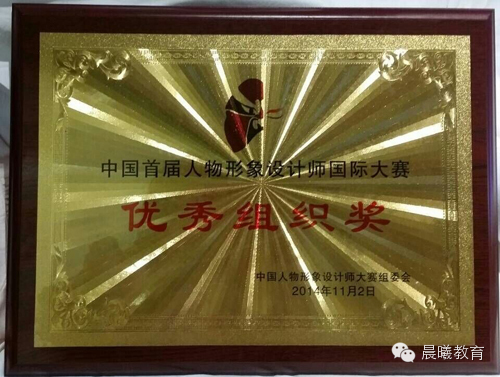 中国首届人物形象设计师国际大赛
优秀组织奖
中国人物形象设计师大赛组委会
2014年11月2日
晨曦教育